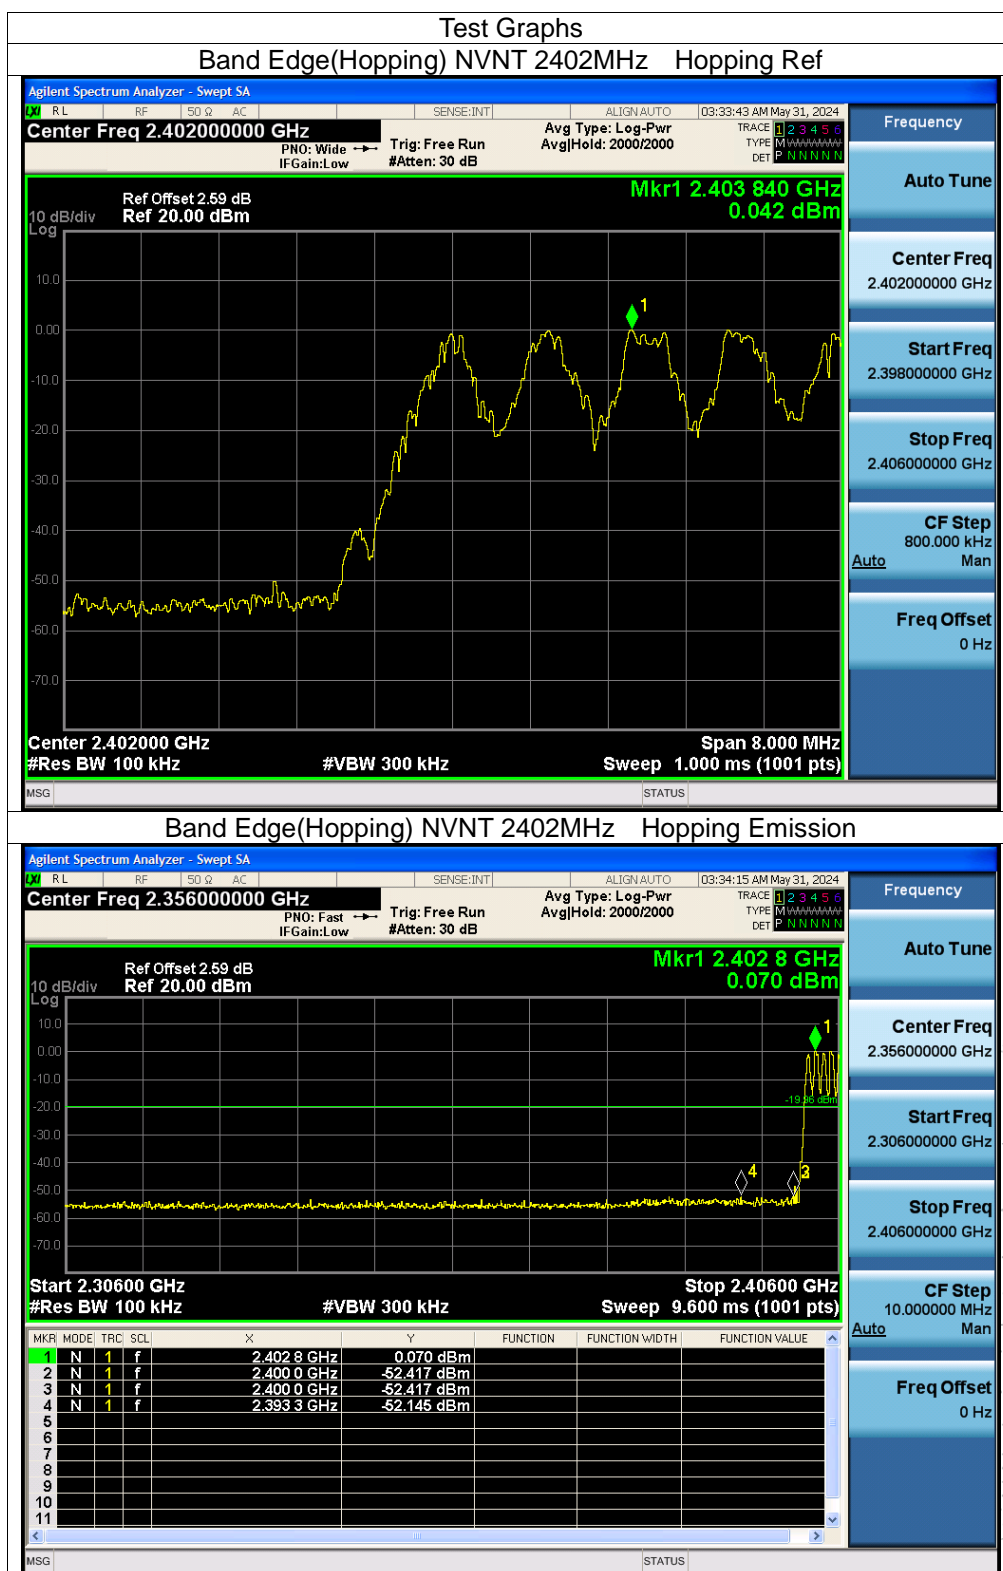 Test Graphs
Band Edge(Hopping) NVNT 2402MHz Hopping Ref
Agilent Spectrum Analyzer - Swept SA
LXI RL RF 50 Ω AC SENSE:INT ALIGN AUTO 03:33:43 AM May 31, 2024
Center Freq 2.402000000 GHz
PNO: Wide
IFGain:Low
Trig: Free Run
#Atten: 30 dB
Avg Type: Log-Pwr
Avg|Hold: 2000/2000
TRACE 1 2 3 4 5 6
TYPE M W W W W W
DET P N N N N N
Frequency
Auto Tune
Center Freq
2.402000000 GHz
Start Freq
2.398000000 GHz
Stop Freq
2.406000000 GHz
CF Step
800.000 kHz
Auto Man
Freq Offset
0 Hz
Mkr1 2.403 840 GHz
0.042 dBm
Ref Offset 2.59 dB
10 dB/div Ref 20.00 dBm
Log
10.0
0.00
-10.0
-20.0
-30.0
-40.0
-50.0
-60.0
-70.0
1
Center 2.402000 GHz Span 8.000 MHz
#Res BW 100 kHz #VBW 300 kHz Sweep 1.000 ms (1001 pts)
MSG STATUS
Band Edge(Hopping) NVNT 2402MHz Hopping Emission
Agilent Spectrum Analyzer - Swept SA
LXI RL RF 50 Ω AC SENSE:INT ALIGN AUTO 03:34:15 AM May 31, 2024
Center Freq 2.356000000 GHz
PNO: Fast
IFGain:Low
Trig: Free Run
#Atten: 30 dB
Avg Type: Log-Pwr
Avg|Hold: 2000/2000
TRACE 1 2 3 4 5 6
TYPE M W W W W W
DET P N N N N N
Frequency
Auto Tune
Center Freq
2.356000000 GHz
Start Freq
2.306000000 GHz
Stop Freq
2.406000000 GHz
CF Step
10.000000 MHz
Auto Man
Freq Offset
0 Hz
Mkr1 2.402 8 GHz
0.070 dBm
Ref Offset 2.59 dB
10 dB/div Ref 20.00 dBm
Log
10.0
0.00
-10.0
-20.0
-30.0
-40.0
-50.0
-60.0
-70.0
1
-19.96 dBm
4
3
Start 2.30600 GHz Stop 2.40600 GHz
#Res BW 100 kHz #VBW 300 kHz Sweep 9.600 ms (1001 pts)
MKR MODE TRC SCL X Y FUNCTION FUNCTION WIDTH FUNCTION VALUE
1 N 1 f 2.402 8 GHz 0.070 dBm
2 N 1 f 2.400 0 GHz -52.417 dBm
3 N 1 f 2.400 0 GHz -52.417 dBm
4 N 1 f 2.393 3 GHz -52.145 dBm
5
6
7
8
9
10
11
MSG STATUS